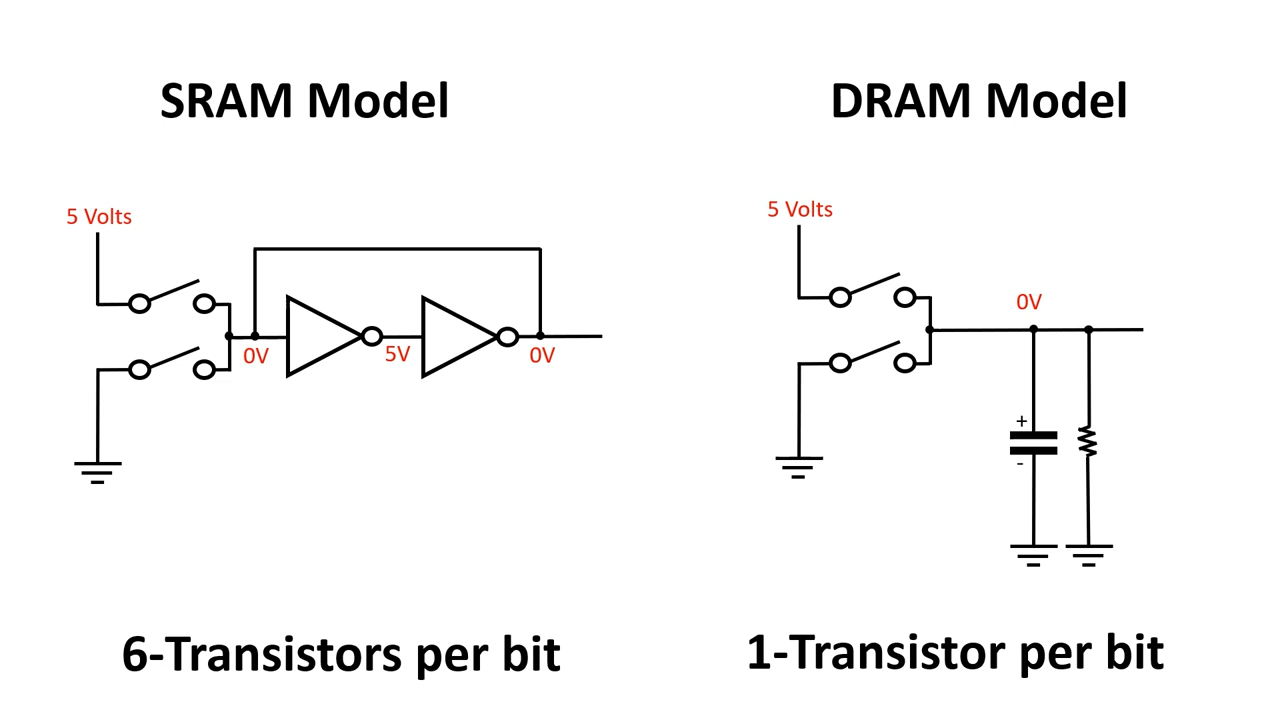 SRAM Model
5 Volts
0V
5V
0V
6-Transistors per bit
DRAM Model
5 Volts
0V
+
-
1-Transistor per bit